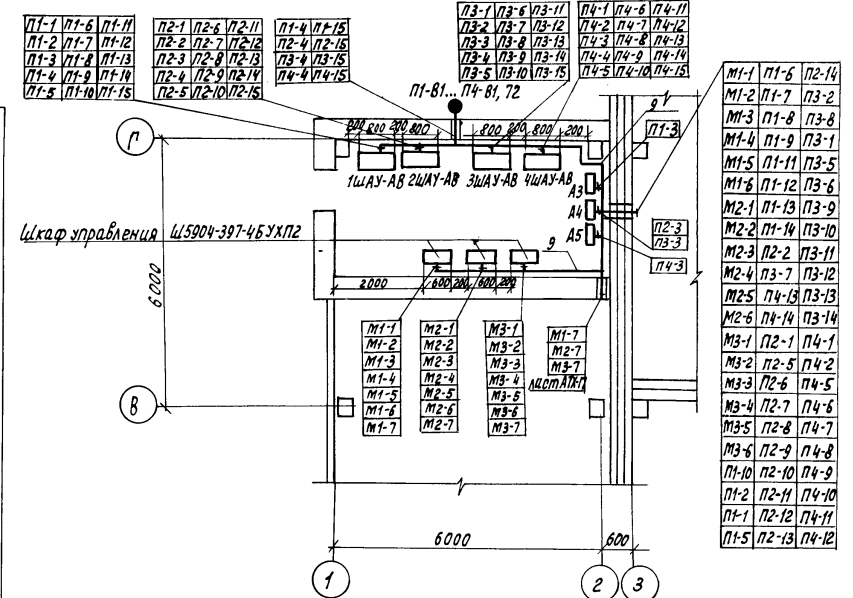 П1-1 П1-6 П1-11
П1-2 П1-7 П1-12
П1-3 П1-8 П1-13
П1-4 П1-9 П1-14
П1-5 П1-10 П1-15
П2-1 П2-6 П2-11
П2-2 П2-7 П2-12
П2-3 П2-8 П2-13
П2-4 П2-9 П2-14
П2-5 П2-10 П2-15
П1-4 П1-15
П2-4 П2-15
П3-4 П3-15
П4-4 П4-15
П3-1 П3-6 П3-11
П3-2 П3-7 П3-12
П3-3 П3-8 П3-13
П3-4 П3-9 П3-14
П3-5 П3-10 П3-15
П4-1 П4-6 П4-11
П4-2 П4-7 П4-12
П4-3 П4-8 П4-13
П4-4 П4-9 П4-14
П4-5 П4-10 П4-15
П1-В1... П4-В1, 72
Г
800 200 800 800 200 800 200
9
П1-3
1ШАУ-АВ 2ШАУ-АВ 3ШАУ-АВ 4ШАУ-АВ
А3
А4
А5
П2-3
П3-3
П4-3
Шкаф управления Ш5904-397-4БУХП2
9
6000
2000 600 200 600 200
М1-1
М1-2
М1-3
М1-4
М1-5
М1-6
М1-7
М2-1
М2-2
М2-3
М2-4
М2-5
М2-6
М2-7
М3-1
М3-2
М3-3
М3-4
М3-5
М3-6
М3-7
М1-7
М2-7
М3-7
лист АТХ-П
В
М1-1 П1-6 П2-14
М1-2 П1-7 П3-2
М1-3 П1-8 П3-8
М1-4 П1-9 П3-1
М1-5 П1-11 П3-5
М1-6 П1-12 П3-6
М2-1 П1-13 П3-9
М2-2 П1-14 П3-10
М2-3 П2-2 П3-11
М2-4 П3-7 П3-12
М2-5 П4-13 П3-13
М2-6 П4-14 П3-14
М3-1 П2-1 П4-1
М3-2 П2-5 П4-2
М3-3 П2-6 П4-5
М3-4 П2-7 П4-6
М3-5 П2-8 П4-7
М3-6 П2-9 П4-8
П1-10 П2-10 П4-9
П1-2 П2-11 П4-10
П1-1 П2-12 П4-11
П1-5 П2-13 П4-12
6000 600
1 2 3